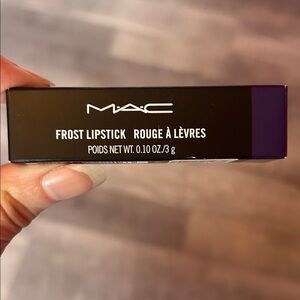 M·A·C
FROST LIPSTICK ROUGE À LÈVRES
POIDS NET WT. 0.10 OZ./3 g